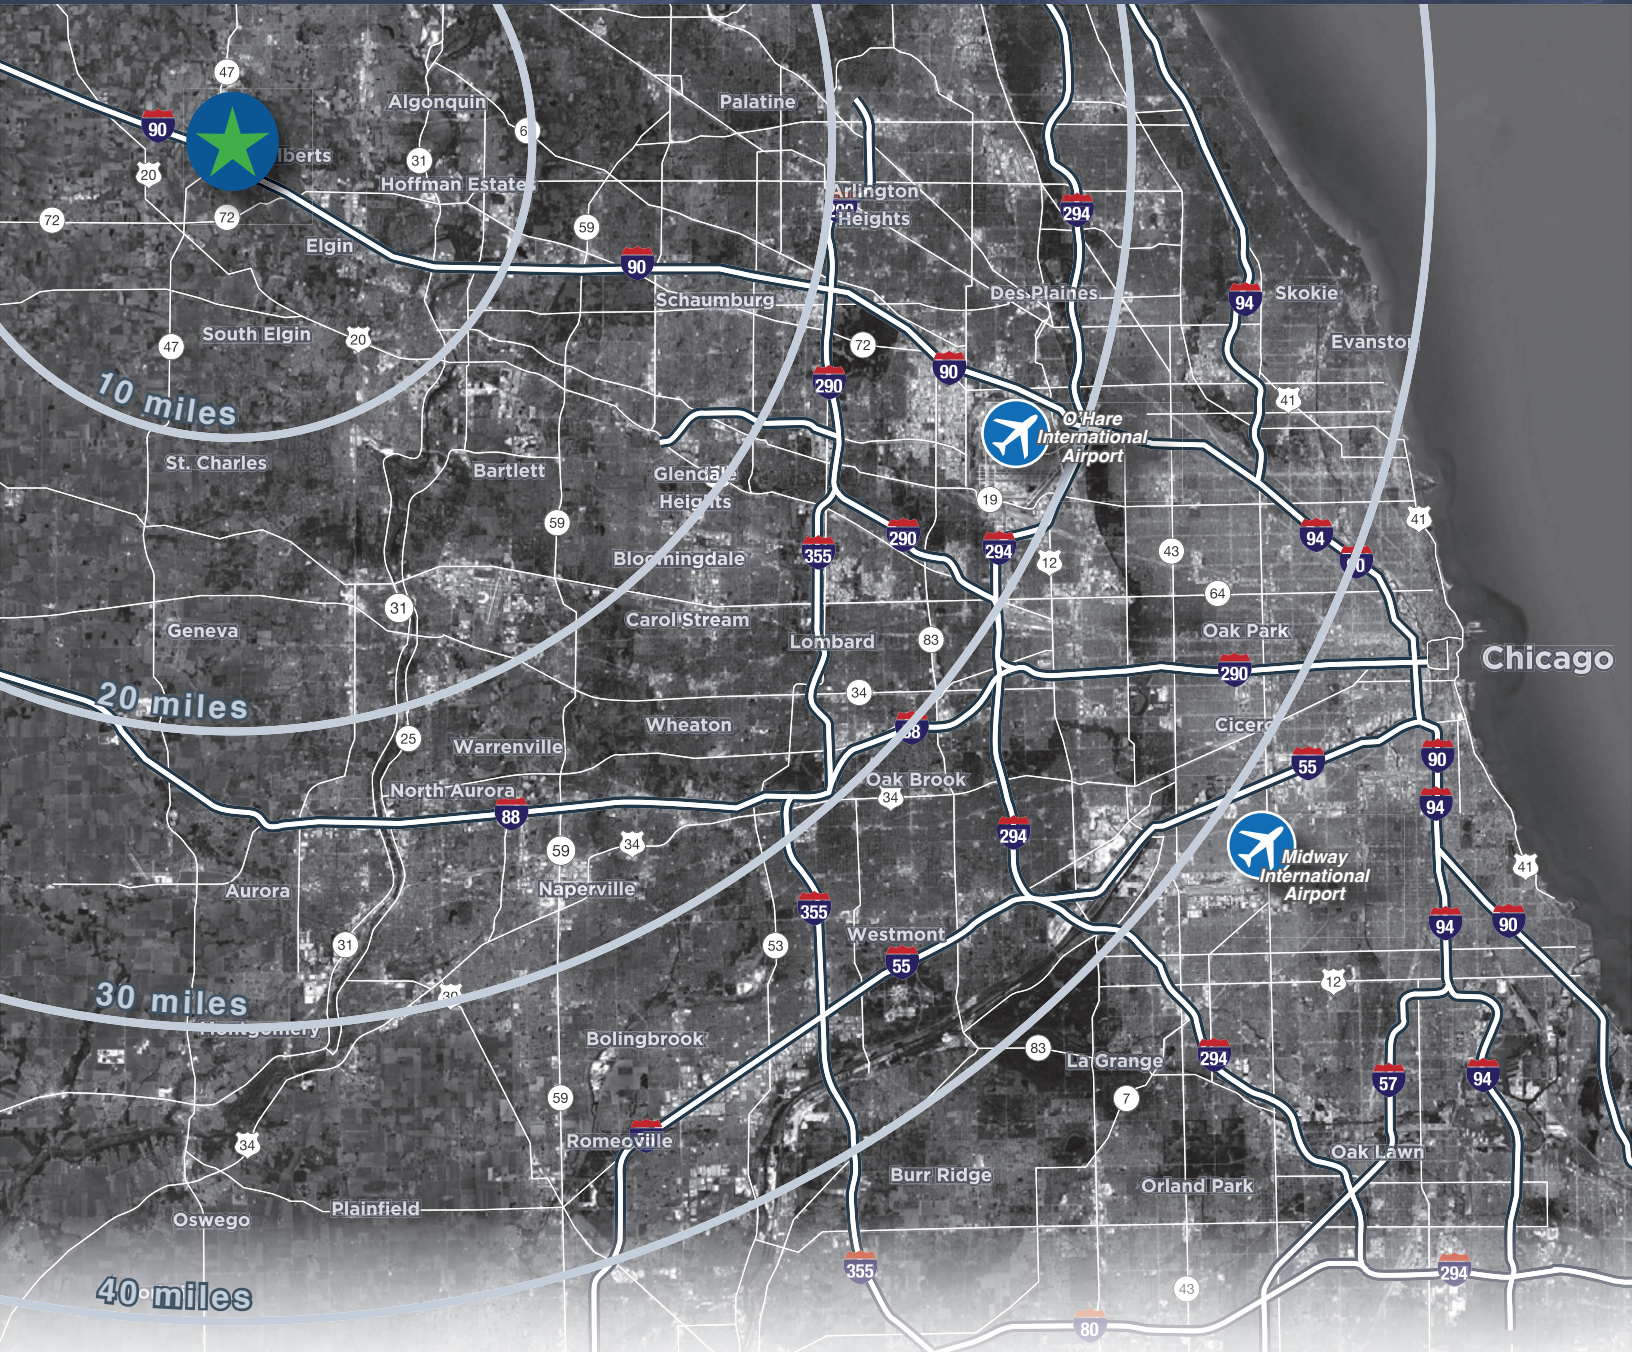 47
Algonquin
Palatine
90
6
lberts
31
20
Hoffman Estates
Arlington
Heights
290
294
72
72
59
Elgin
90
Schaumburg
Des Plaines
94
Skokie
South Elgin
20
47
72
Evanston
90
290
41
10 miles
O'Hare
International
Airport
St. Charles
Bartlett
Glendale
Heights
19
59
41
290
94
355
294
43
90
Bloomingdale
12
64
31
Carol Stream
Geneva
Lombard
83
Oak Park
290
Chicago
34
20 miles
Wheaton
88
Cicero
25
Warrenville
55
90
North Aurora
Oak Brook
34
88
94
294
59
34
Midway
International
Airport
41
Aurora
Naperville
355
94
90
31
53
Westmont
55
12
30 miles
30
Montgomery
Bolingbrook
83
La Grange
294
57
94
59
7
34
Romeoville
Oak Lawn
Burr Ridge
Orland Park
Plainfield
Oswego
355
294
43
40 miles
80